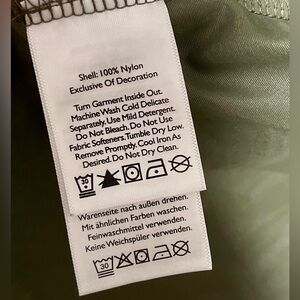 Shell: 100% Nylon
Exclusive Of Decoration
Turn Garment Inside Out.
Machine Wash Cold Delicate
Separately. Use Mild Detergent.
Do Not Bleach. Do Not Use
Fabric Softeners. Tumble Dry Low.
Remove Promptly. Cool Iron As
Desired. Do Not Dry Clean.
30
Warenseite nach außen drehen.
Mit ähnlichen Farben waschen.
Feinwaschmittel verwenden.
Keine Weichspüler verwenden.
30